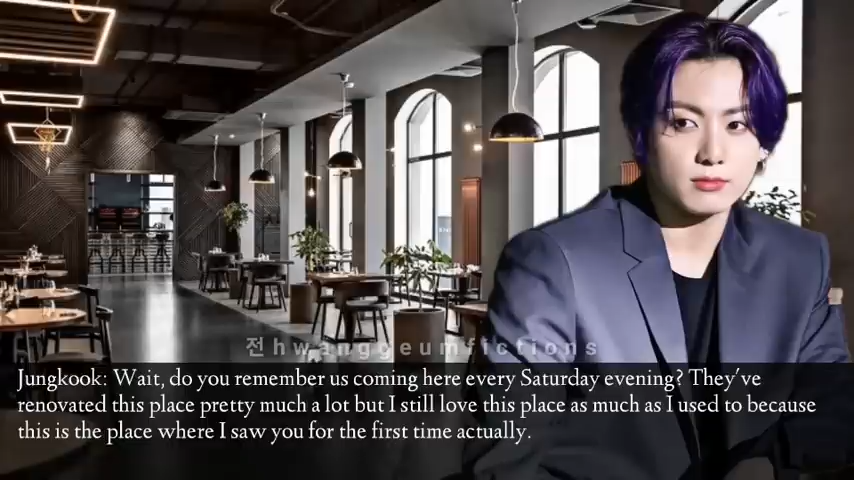 전hwanggeumfictions
Jungkook: Wait, do you remember us coming here every Saturday evening? They've
renovated this place pretty much a lot but I still love this place as much as I used to because
this is the place where I saw you for the first time actually.